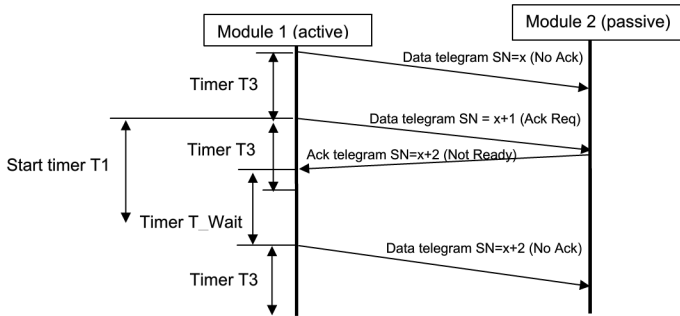 Module 1 (active)
Module 2 (passive)
Data telegram SN=x (No Ack)
Timer T3
Data telegram SN = x+1 (Ack Req)
Timer T3
Ack telegram SN=x+2 (Not Ready)
Start timer T1
Timer T_Wait
Data telegram SN=x+2 (No Ack)
Timer T3